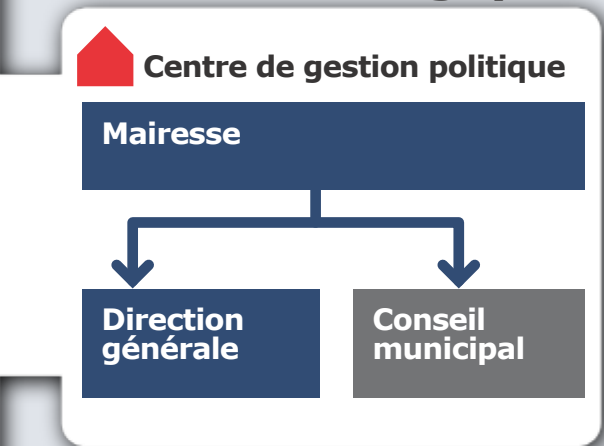 Centre de gestion politique
Mairesse
Direction
générale
Conseil
municipal